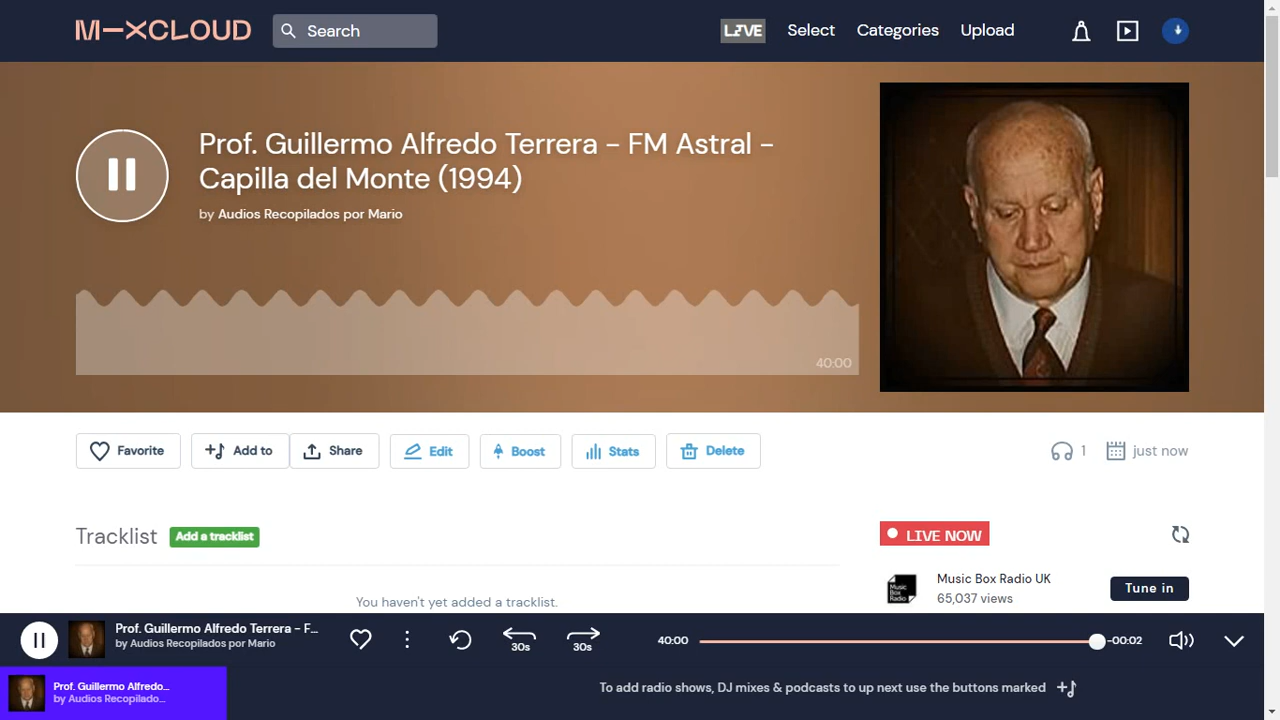 M-XCLOUD
Search
LIVE
Select
Categories
Upload
Prof. Guillermo Alfredo Terrera - FM Astral -
Capilla del Monte (1994)
by Audios Recopilados por Mario
40:00
Favorite
Add to
Share
Edit
Boost
Stats
Delete
1
just now
Tracklist
Add a tracklist
LIVE NOW
Music Box Radio UK
65,037 views
Music Box Radio
Tune in
You haven't yet added a tracklist.
Prof. Guillermo Alfredo Terrera - F...
by Audios Recopilados por Mario
30s
30s
40:00
-00:02
Prof. Guillermo Alfredo...
by Audios Recopilado...
To add radio shows, DJ mixes & podcasts to up next use the buttons marked